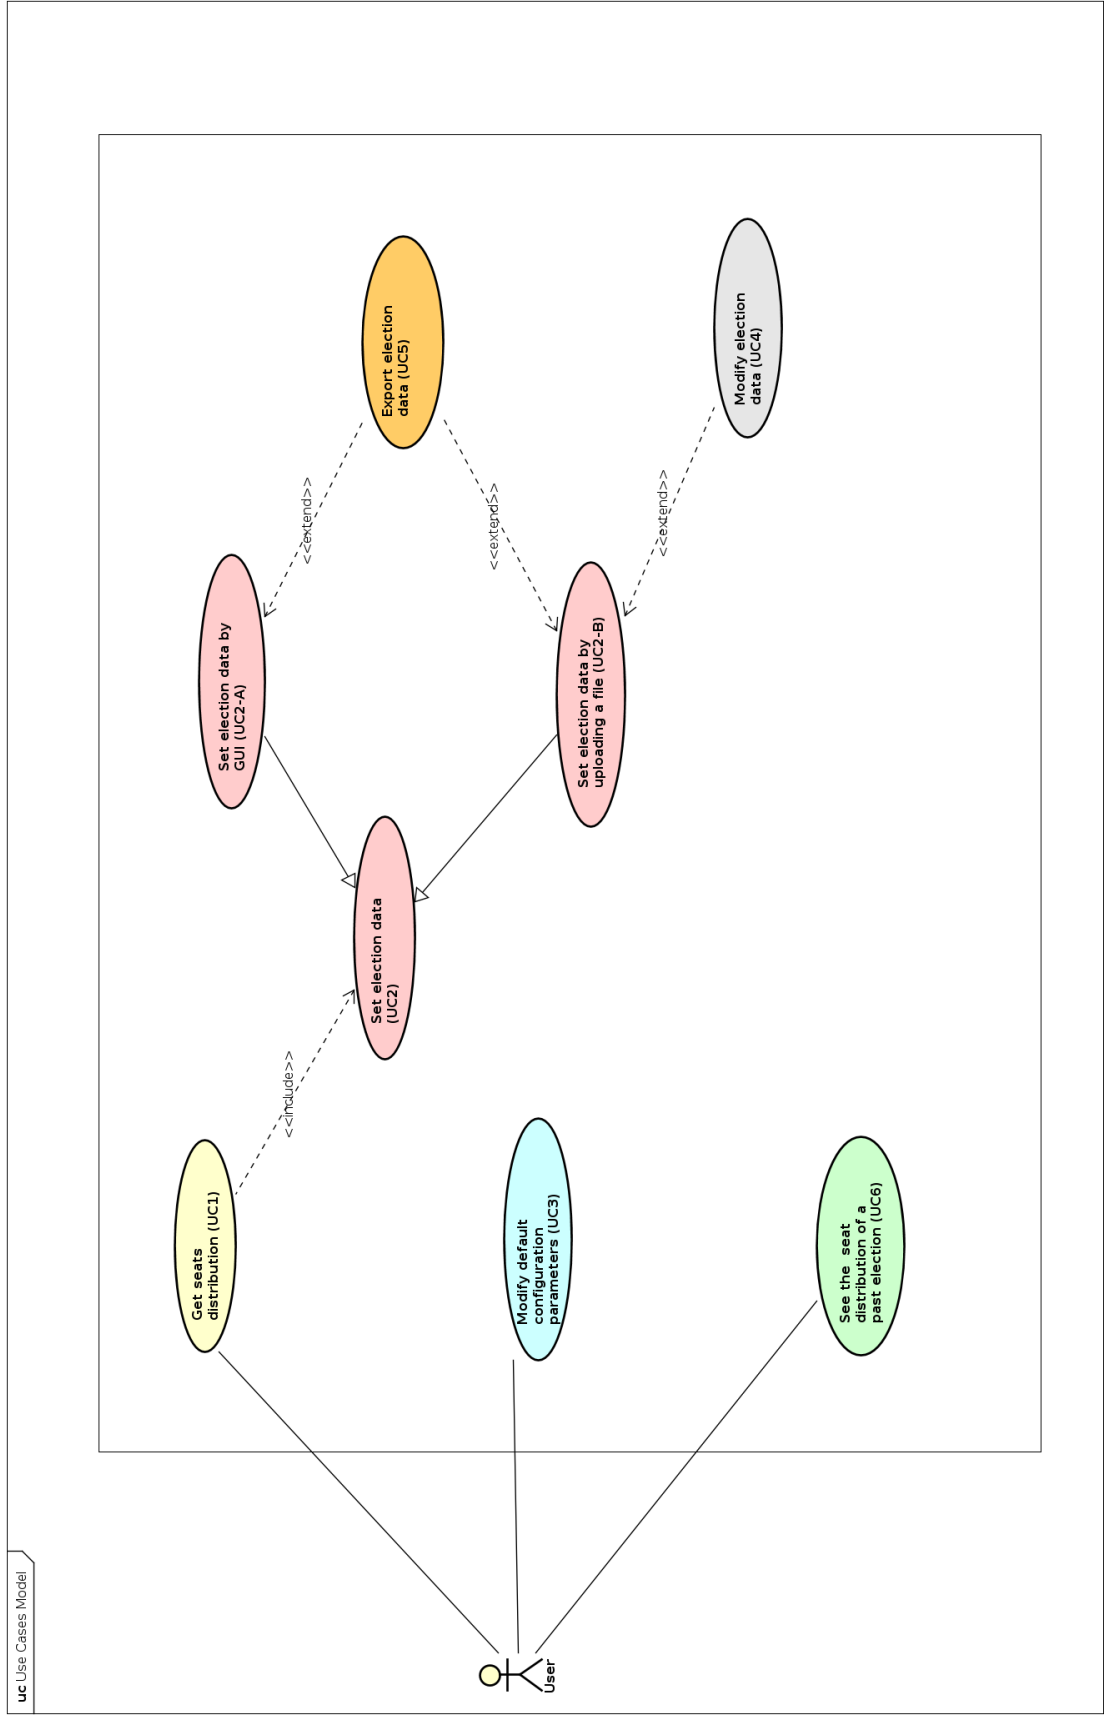 uc Use Cases Model
User
Get seats
distribution (UC1)
<<include>>
Set election data
(UC2)
Set election data by
GUI (UC2-A)
<<extend>>
Export election
data (UC5)
<<extend>>
Set election data by
uploading a file (UC2-B)
<<extend>>
Modify election
data (UC4)
Modify default
configuration
parameters (UC3)
See the seat
distribution of a
past election (UC6)